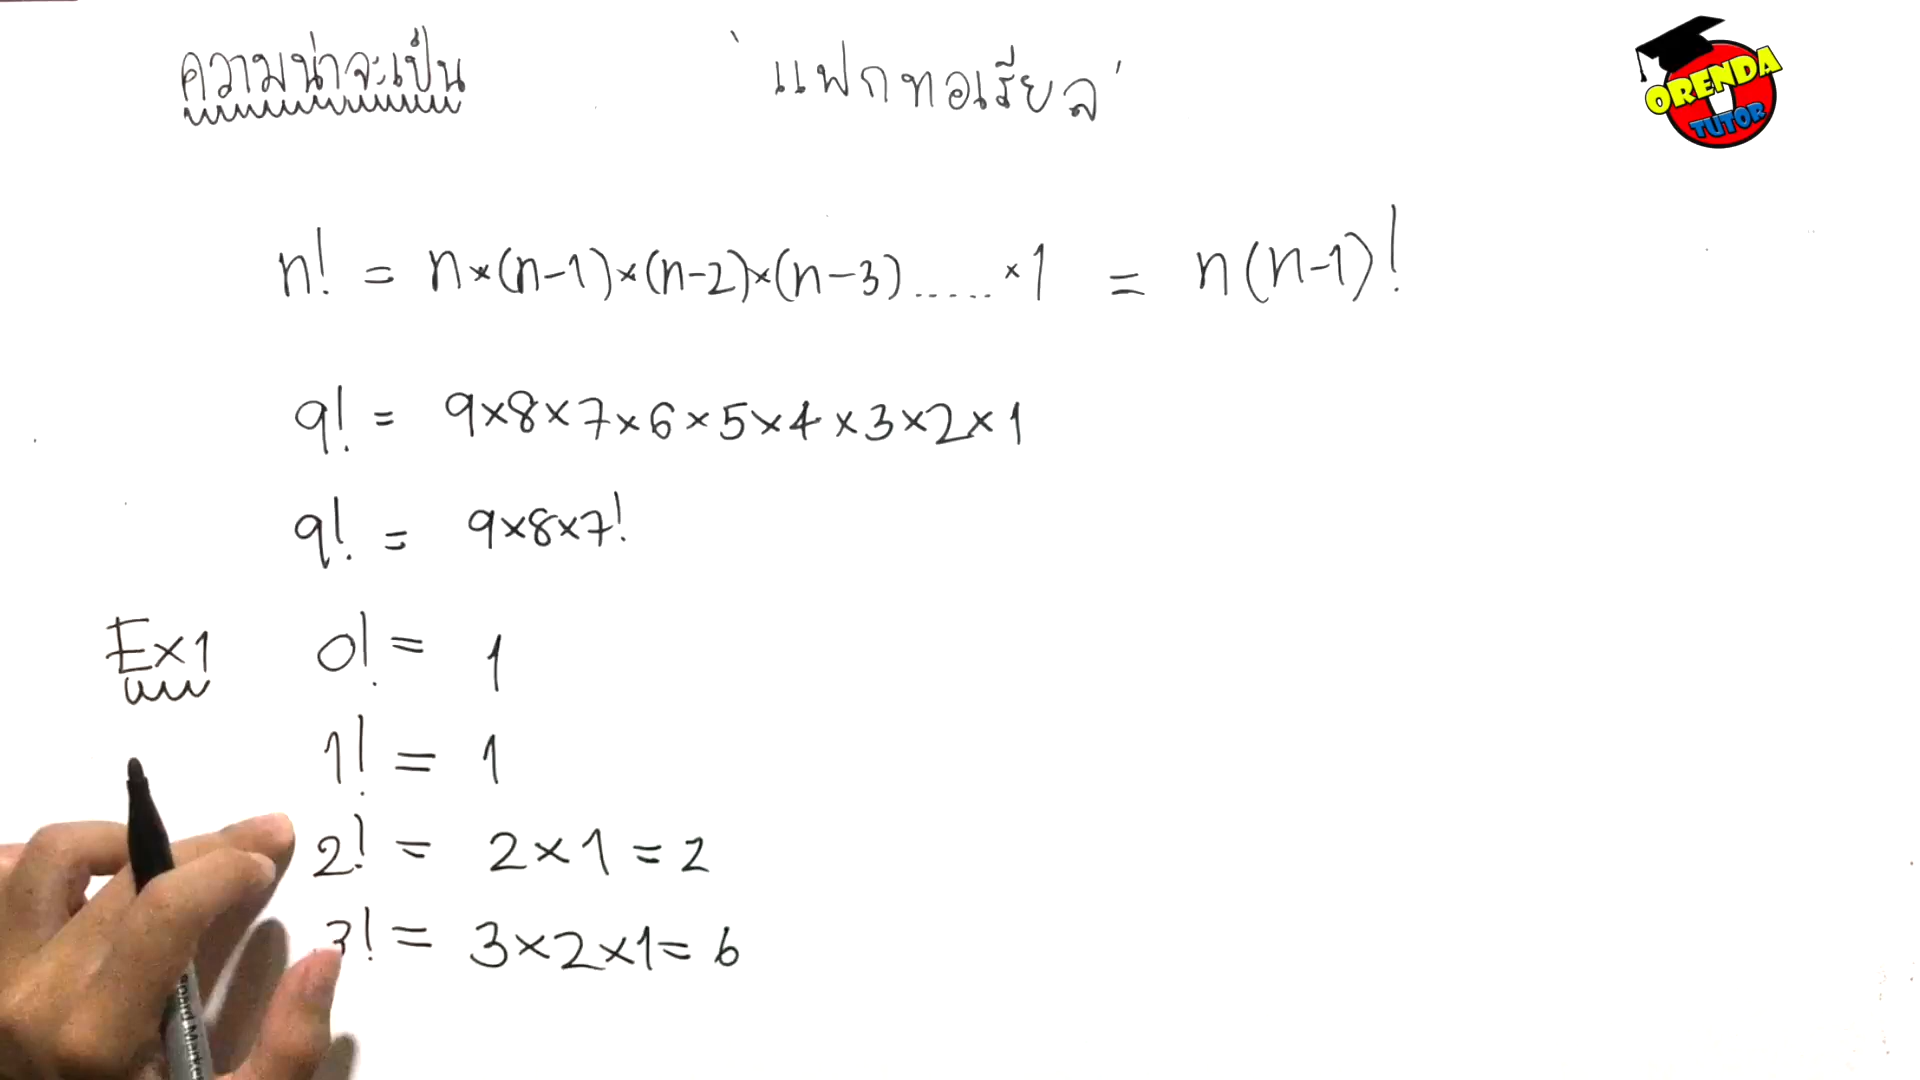 ความน่าจะเป็น
`แฟกทอเรียล'
ORENDA
TUTOR
n! = n×(n-1)×(n-2)×(n-3)......×1 = n(n-1)!
9! = 9×8×7×6×5×4×3×2×1
9! = 9×8×7!
Ex1 0! = 1
1! = 1
2! = 2×1=2
3! = 3×2×1=6